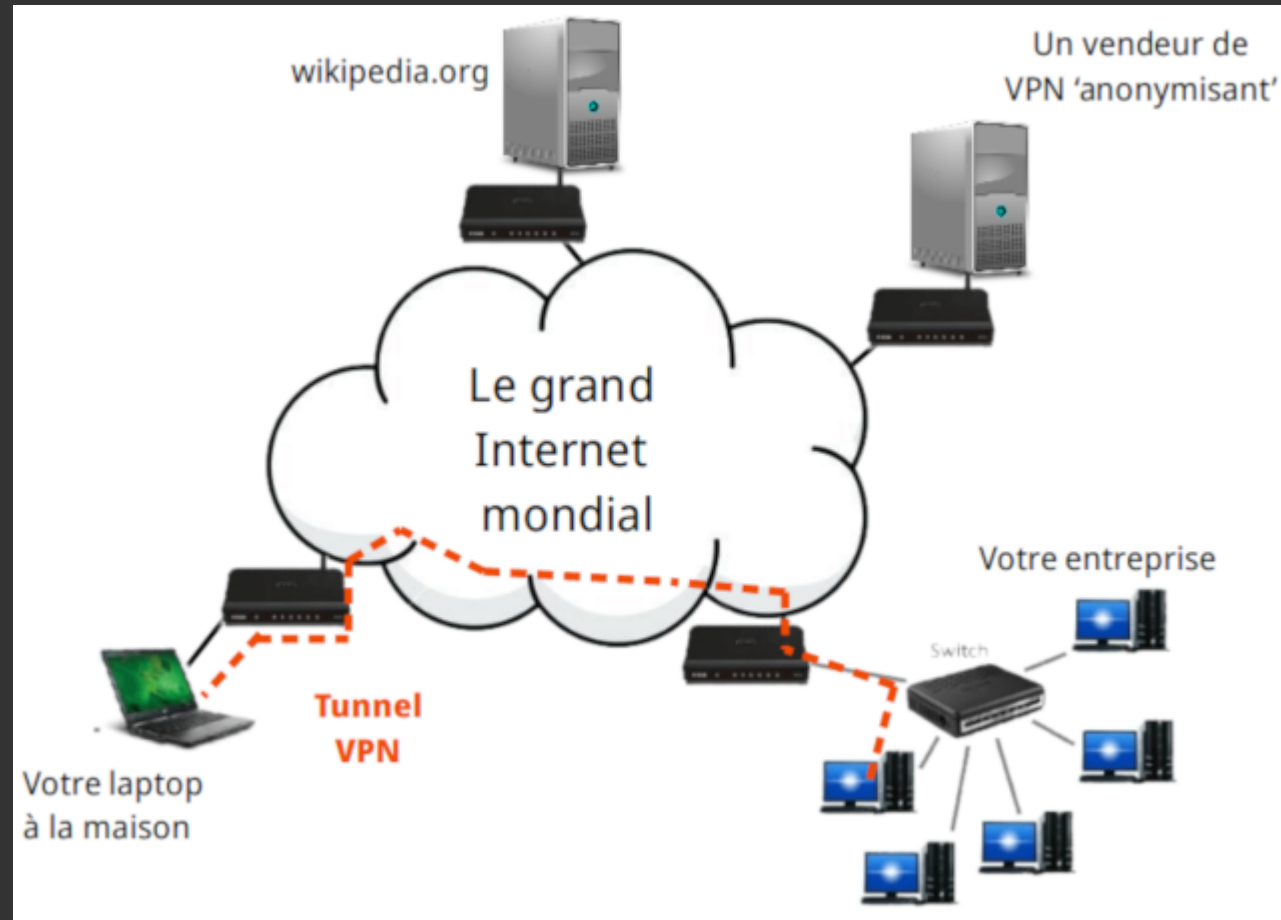 wikipedia.org
Un vendeur de
VPN ‘anonymisant’
Le grand
Internet
mondial
Votre entreprise
Switch
Tunnel
VPN
Votre laptop
à la maison